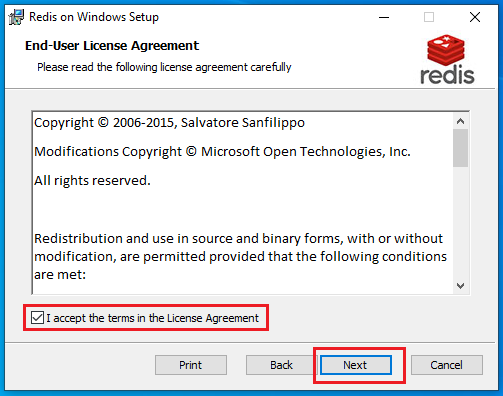 Redis on Windows Setup
End-User License Agreement
Please read the following license agreement carefully
redis
Copyright © 2006-2015, Salvatore Sanfilippo
Modifications Copyright © Microsoft Open Technologies, Inc.
All rights reserved.
Redistribution and use in source and binary forms, with or without
modification, are permitted provided that the following conditions
are met:
I accept the terms in the License Agreement
Print Back Next Cancel